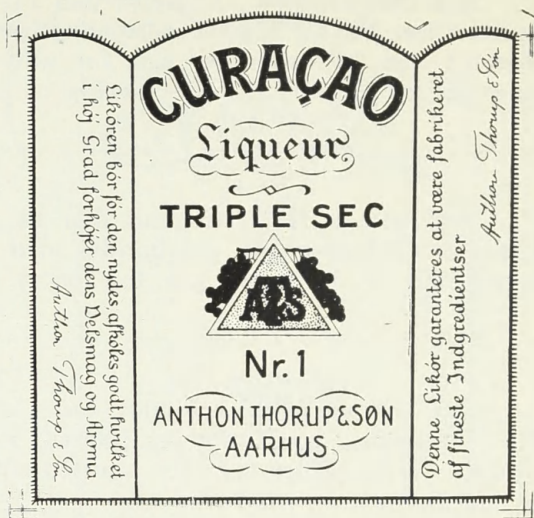 Likøren bør før den nydes, afkøles godt, hvilket
i høj Grad forhøjer dens Velsmag og Aroma
Anthon Thorup & Søn
CURAÇAO
Liqueur
TRIPLE SEC
ATS
Nr. 1
ANTHON THORUP & SØN
AARHUS
Denne Likør garanteres at være fabrikeret
af fineste Indgredientser
Anthon Thorup & Søn